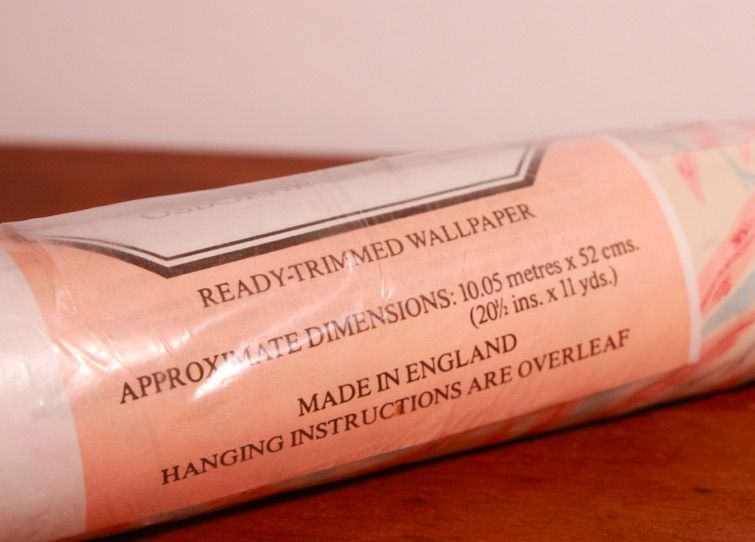 READY-TRIMMED WALLPAPER
APPROXIMATE DIMENSIONS: 10.05 metres x 52 cms.
(20½ ins. x 11 yds.)
MADE IN ENGLAND
HANGING INSTRUCTIONS ARE OVERLEAF